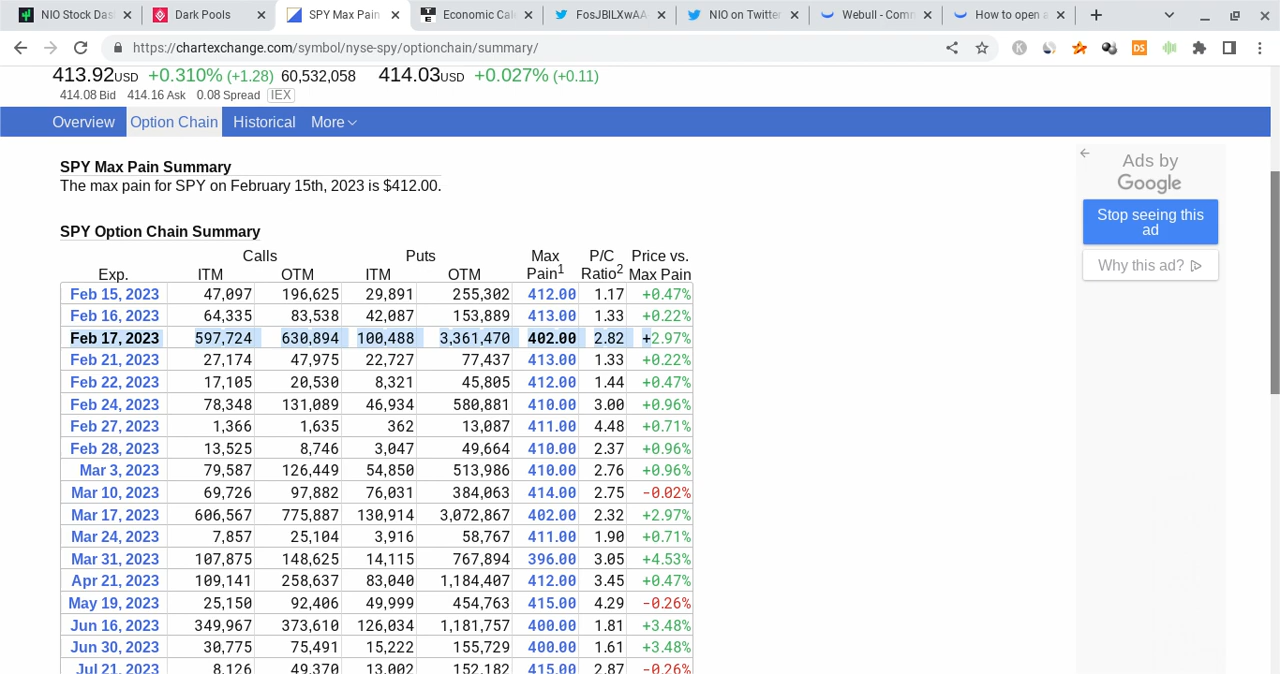 NIO Stock Das
Dark Pools
SPY Max Pain
Economic Cal
FosJBILXwAA
NIO on Twitter
Webull - Comm
How to open a
https://chartexchange.com/symbol/nyse-spy/optionchain/summary/
413.92USD +0.310% (+1.28) 60,532,058 414.03USD +0.027% (+0.11)
414.08 Bid 414.16 Ask 0.08 Spread IEX
Overview Option Chain Historical More
SPY Max Pain Summary
The max pain for SPY on February 15th, 2023 is $412.00.
SPY Option Chain Summary
Calls Puts Max P/C Price vs.
Exp. ITM OTM ITM OTM Pain1 Ratio2 Max Pain
Feb 15, 2023 47,097 196,625 29,891 255,302 412.00 1.17 +0.47%
Feb 16, 2023 64,335 83,538 42,087 153,889 413.00 1.33 +0.22%
Feb 17, 2023 597,724 630,894 100,488 3,361,470 402.00 2.82 +2.97%
Feb 21, 2023 27,174 47,975 22,727 77,437 413.00 1.33 +0.22%
Feb 22, 2023 17,105 20,530 8,321 45,805 412.00 1.44 +0.47%
Feb 24, 2023 78,348 131,089 46,934 580,881 410.00 3.00 +0.96%
Feb 27, 2023 1,366 1,635 362 13,087 411.00 4.48 +0.71%
Feb 28, 2023 13,525 8,746 3,047 49,664 410.00 2.37 +0.96%
Mar 3, 2023 79,587 126,449 54,850 513,986 410.00 2.76 +0.96%
Mar 10, 2023 69,726 97,882 76,031 384,063 414.00 2.75 -0.02%
Mar 17, 2023 606,567 775,887 130,914 3,072,867 402.00 2.32 +2.97%
Mar 24, 2023 7,857 25,104 3,916 58,767 411.00 1.90 +0.71%
Mar 31, 2023 107,875 148,625 14,115 767,894 396.00 3.05 +4.53%
Apr 21, 2023 109,141 258,637 83,040 1,184,407 412.00 3.45 +0.47%
May 19, 2023 25,150 92,406 49,999 454,763 415.00 4.29 -0.26%
Jun 16, 2023 349,967 373,610 126,034 1,181,757 400.00 1.81 +3.48%
Jun 30, 2023 30,775 75,491 15,222 155,729 400.00 1.61 +3.48%
Jul 21, 2023 8,126 49,370 13,002 152,182 415.00 2.87 -0.26%
Ads by
Google
Stop seeing this
ad
Why this ad?
K
DS